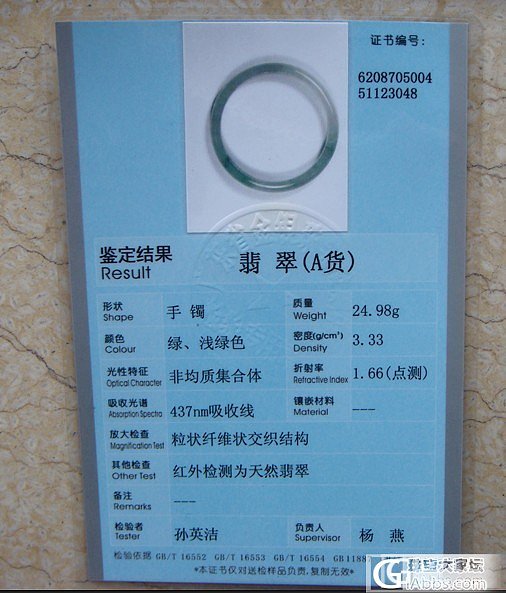 证书编号:
6208705004
51123048
鉴定结果
Result
翡 翠(A货)
形状
Shape
手 镯
质量
Weight
24.98g
颜色
Colour
绿、浅绿色
密度(g/cm³)
Density
3.33
光性特征
Optical Character
非均质集合体
折射率
Refractive Index
1.66(点测)
吸收光谱
Absorption Spectra
437nm吸收线
镶嵌材料
Material
---
放大检查
Magnification Test
粒状纤维状交织结构
其他检查
Other Test
红外检测为天然翡翠
备注
Remarks
---
检验者
Tester
孙英洁
负责人
Supervisor
杨 燕
检验依据 GB/T 16552 GB/T 16553 GB/T 16554 GB 1188
*本证书仅对送检样品负责,复制无效*